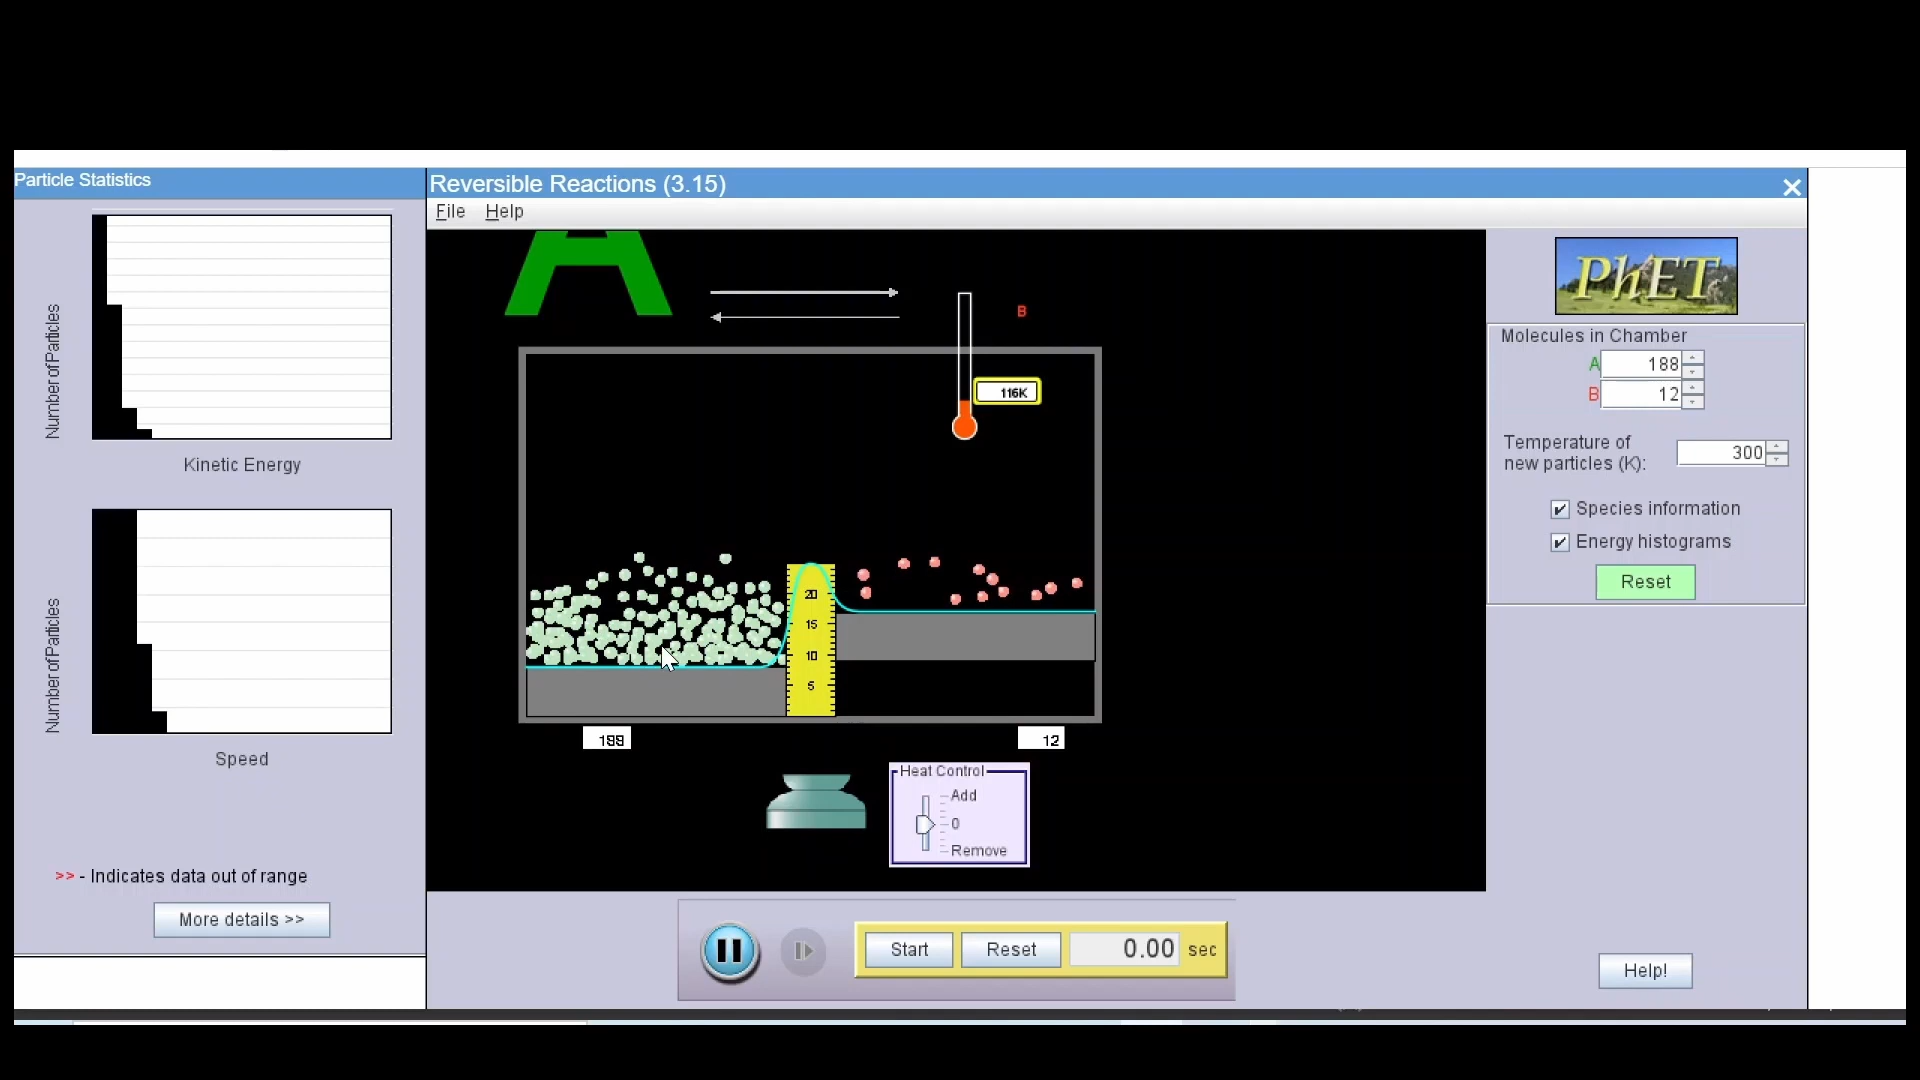 Particle Statistics
Number of Particles
Kinetic Energy
Number of Particles
Speed
>> - Indicates data out of range
More details >>
Reversible Reactions (3.15)
File Help
A
B
116K
20
15
10
5
199
12
Heat Control
Add
0
Remove
Start Reset 0.00 sec
PhET
Molecules in Chamber
A 188
B 12
Temperature of
new particles (K): 300
Species information
Energy histograms
Reset
Help!